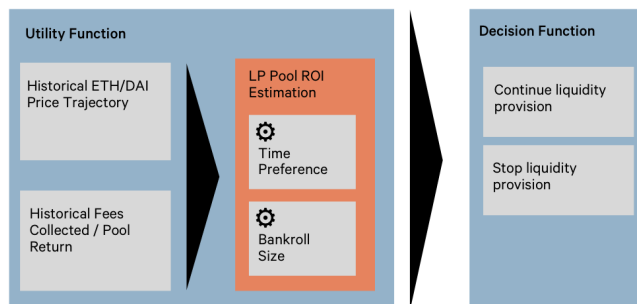 Utility Function
Historical ETH/DAI
Price Trajectory
Historical Fees
Collected / Pool
Return
LP Pool ROI
Estimation
Time
Preference
Bankroll
Size
Decision Function
Continue liquidity
provision
Stop liquidity
provision